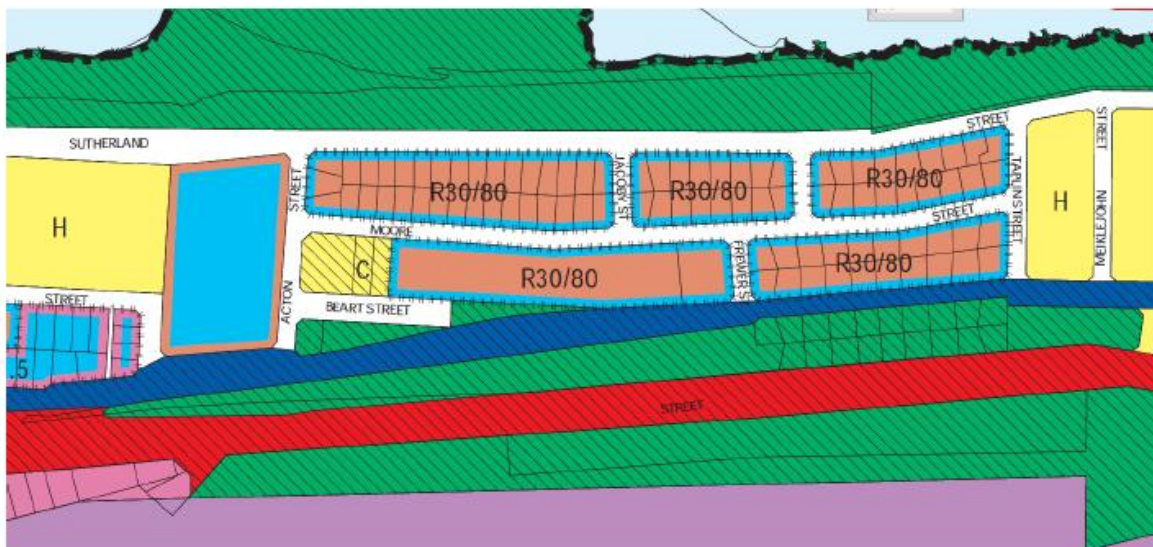 SUTHERLAND
STREET
STREET
STREET
R30/80
JACOBY ST
R30/80
R30/80
TAPLIN STREET
H
H
MOORE
STREET
MEIKLEJOHN
C
R30/80
FREWER S
R30/80
STREET
ACTON
BEART STREET
.5
STREET